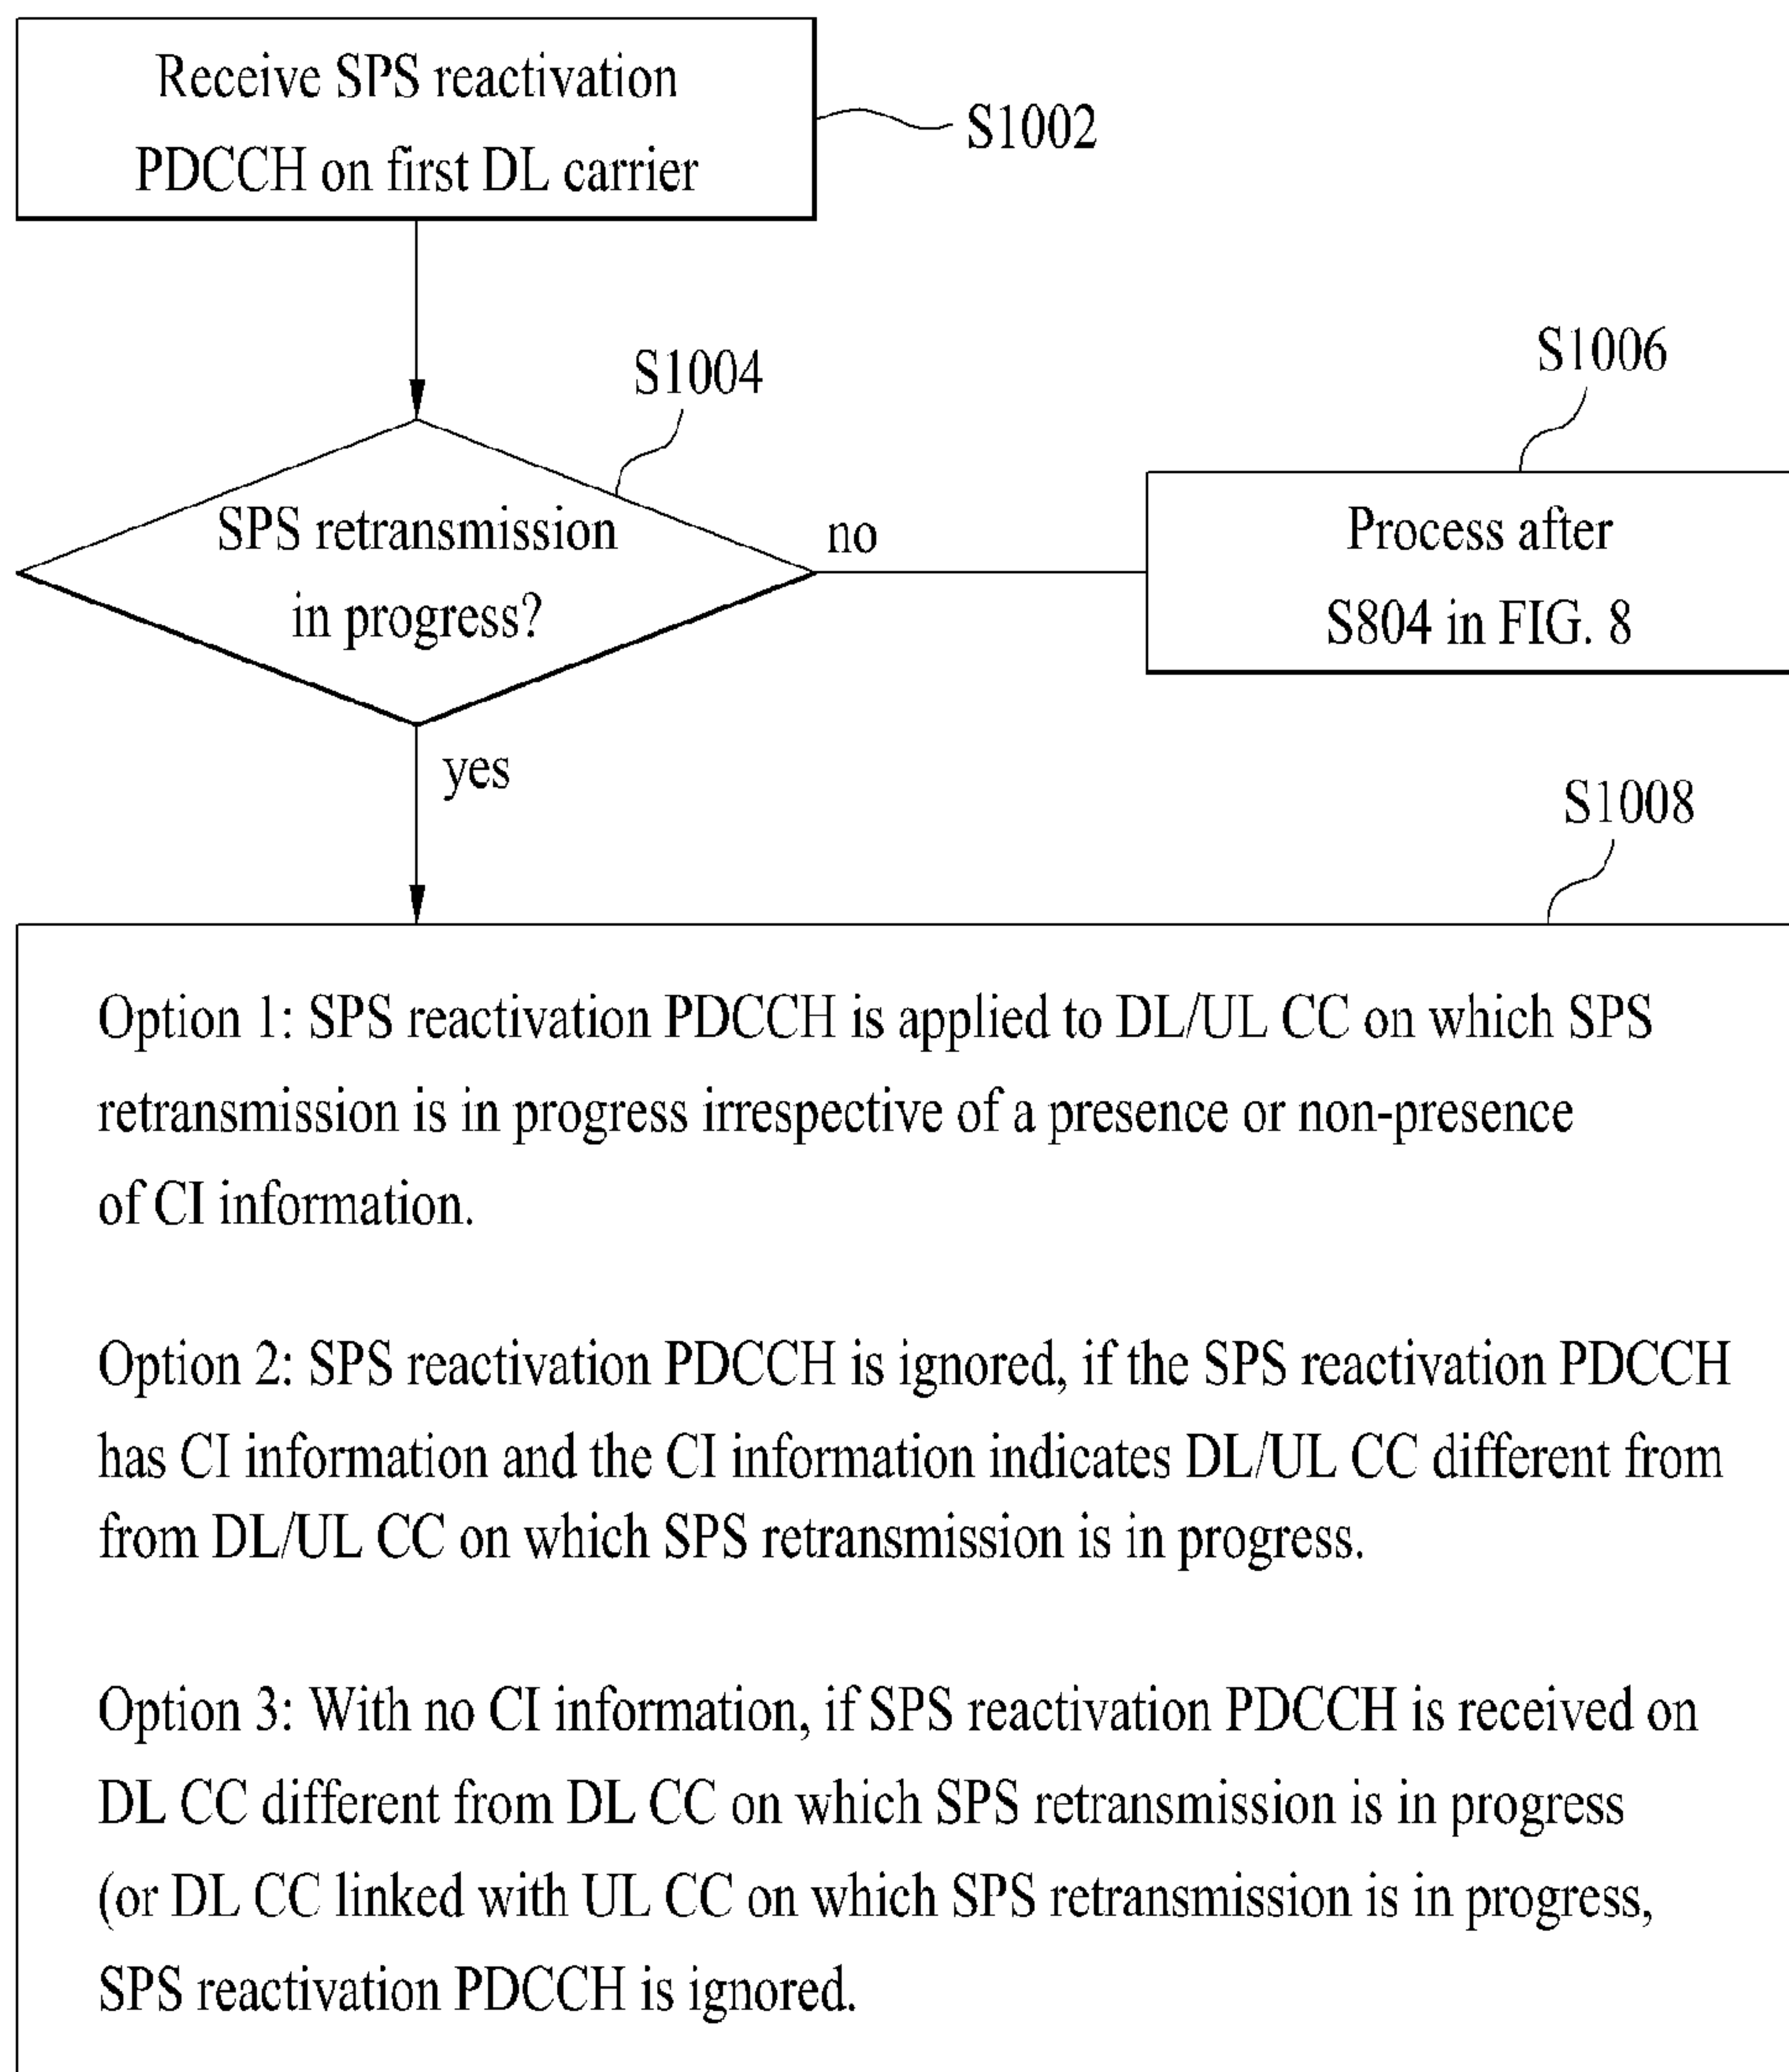 Receive SPS reactivation
PDCCH on first DL carrier
S1002
S1004
SPS retransmission
in progress?
no
S1006
Process after
S804 in FIG. 8
yes
S1008
Option 1: SPS reactivation PDCCH is applied to DL/UL CC on which SPS
retransmission is in progress irrespective of a presence or non-presence
of CI information.
Option 2: SPS reactivation PDCCH is ignored, if the SPS reactivation PDCCH
has CI information and the CI information indicates DL/UL CC different from
from DL/UL CC on which SPS retransmission is in progress.
Option 3: With no CI information, if SPS reactivation PDCCH is received on
DL CC different from DL CC on which SPS retransmission is in progress
(or DL CC linked with UL CC on which SPS retransmission is in progress,
SPS reactivation PDCCH is ignored.